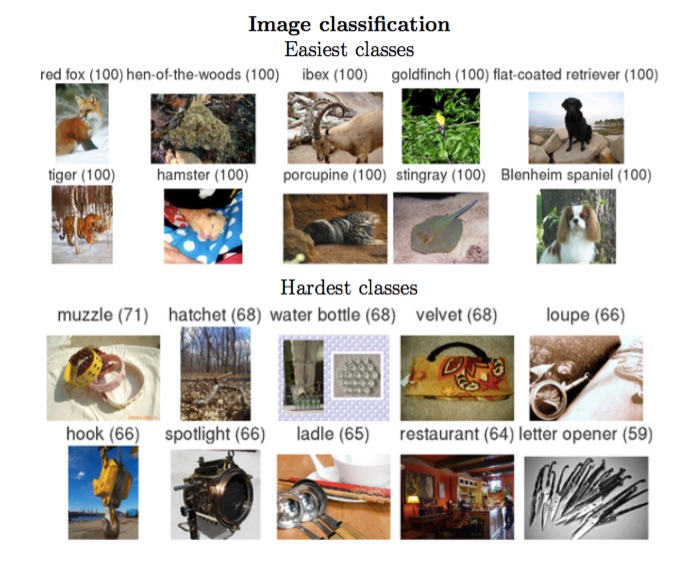 Image classification
Easiest classes
red fox (100) hen-of-the-woods (100) ibex (100) goldfinch (100) flat-coated retriever (100)
tiger (100) hamster (100) porcupine (100) stingray (100) Blenheim spaniel (100)
Hardest classes
muzzle (71) hatchet (68) water bottle (68) velvet (68) loupe (66)
hook (66) spotlight (66) ladle (65) restaurant (64) letter opener (59)